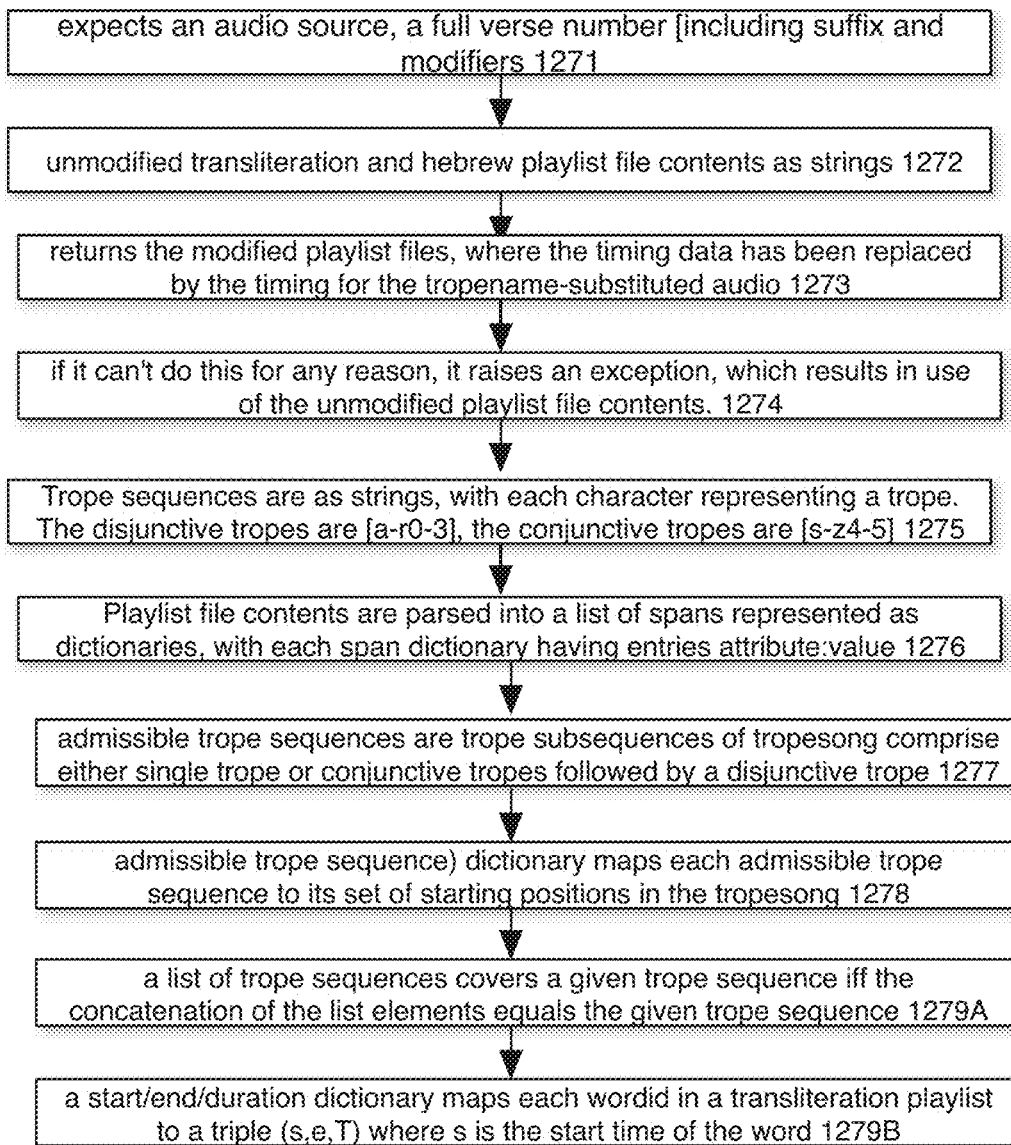 expects an audio source, a full verse number [including suffix and
modifiers 1271
unmodified transliteration and hebrew playlist file contents as strings 1272
returns the modified playlist files, where the timing data has been replaced
by the timing for the tropename-substituted audio 1273
if it can't do this for any reason, it raises an exception, which results in use
of the unmodified playlist file contents. 1274
Trope sequences are as strings, with each character representing a trope.
The disjunctive tropes are [a-r0-3], the conjunctive tropes are [s-z4-5] 1275
Playlist file contents are parsed into a list of spans represented as
dictionaries, with each span dictionary having entries attribute:value 1276
admissible trope sequences are trope subsequences of tropesong comprise
either single trope or conjunctive tropes followed by a disjunctive trope 1277
admissible trope sequence) dictionary maps each admissible trope
sequence to its set of starting positions in the tropesong 1278
a list of trope sequences covers a given trope sequence iff the
concatenation of the list elements equals the given trope sequence 1279A
a start/end/duration dictionary maps each wordid in a transliteration playlist
to a triple (s,e,T) where s is the start time of the word 1279B